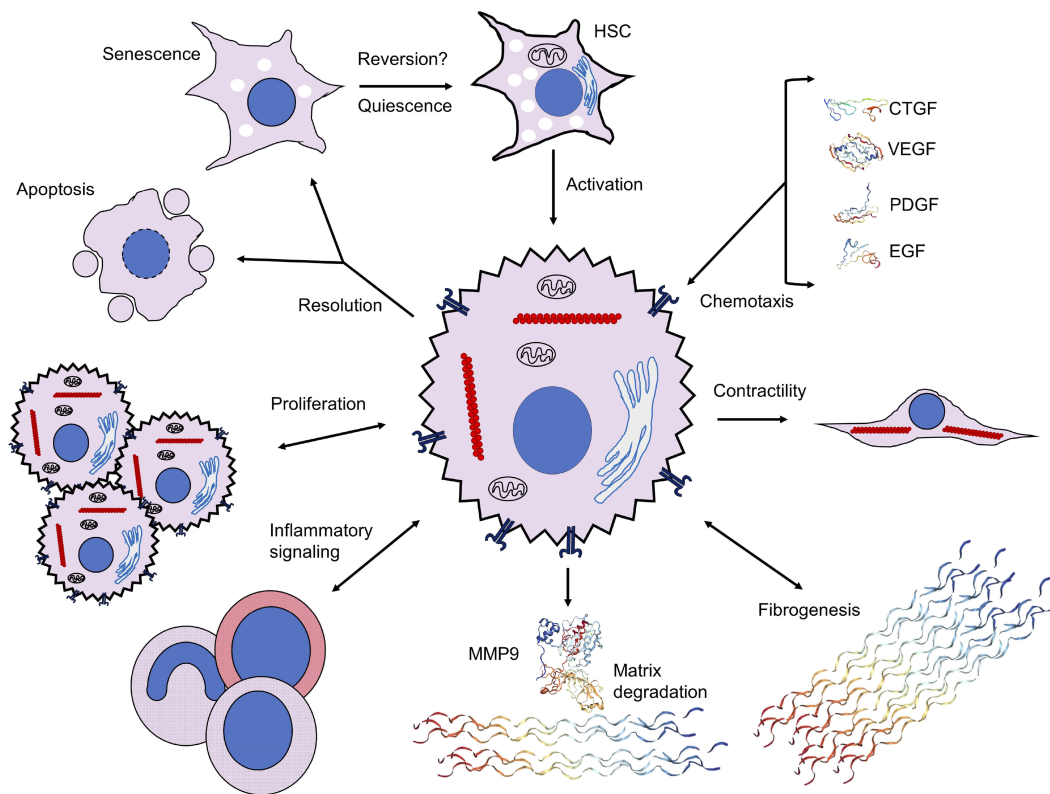 HSC
Senescence
Reversion?
Quiescence
CTGF
VEGF
PDGF
EGF
Activation
Apoptosis
Resolution
Chemotaxis
Contractility
Proliferation
Inflammatory
signaling
Fibrogenesis
MMP9
Matrix
degradation